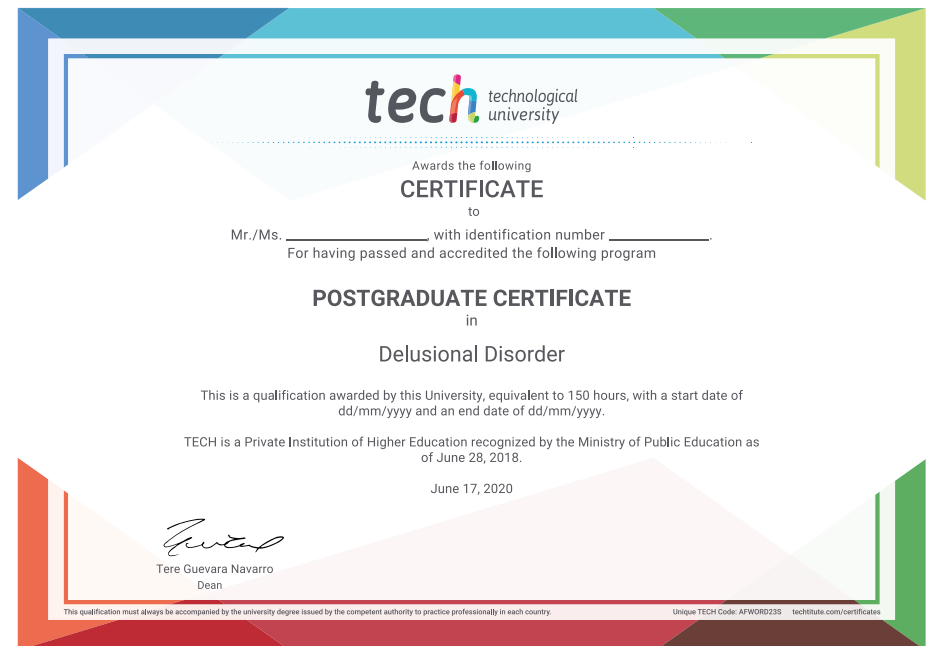 tech technological
university
Awards the following
CERTIFICATE
to
Mr./Ms. ____________________, with identification number ______________.
For having passed and accredited the following program
POSTGRADUATE CERTIFICATE
in
Delusional Disorder
This is a qualification awarded by this University, equivalent to 150 hours, with a start date of
dd/mm/yyyy and an end date of dd/mm/yyyy.
TECH is a Private Institution of Higher Education recognized by the Ministry of Public Education as
of June 28, 2018.
June 17, 2020
Tere Guevara Navarro
Dean
This qualification must always be accompanied by the university degree issued by the competent authority to practice professionally in each country.
Unique TECH Code: AFWORD23S techtitute.com/certificates